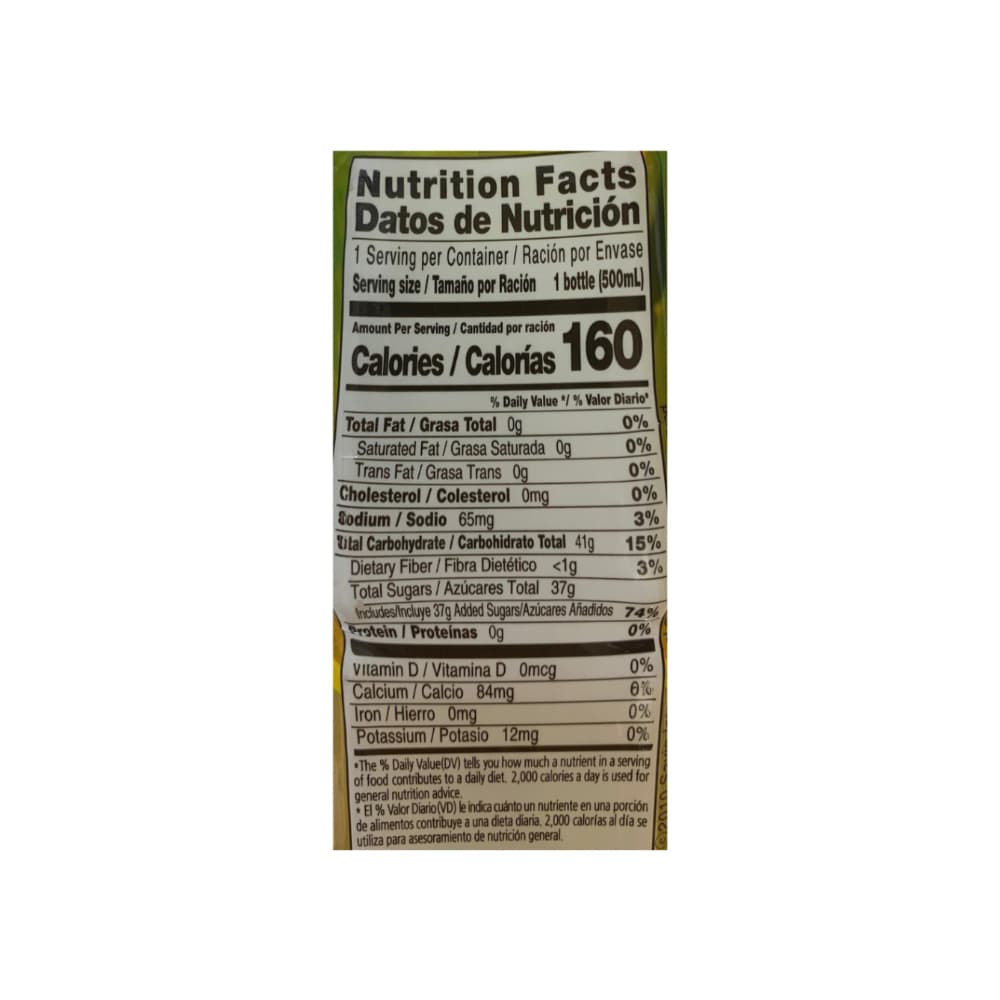 Nutrition Facts
Datos de Nutrición
1 Serving per Container / Ración por Envase
Serving size / Tamaño por Ración 1 bottle (500mL)
Amount Per Serving / Cantidad por ración
Calories / Calorías 160
% Daily Value */ % Valor Diario*
Total Fat / Grasa Total 0g 0%
Saturated Fat / Grasa Saturada 0g 0%
Trans Fat / Grasa Trans 0g 0%
Cholesterol / Colesterol 0mg 0%
Sodium / Sodio 65mg 3%
Total Carbohydrate / Carbohidrato Total 41g 15%
Dietary Fiber / Fibra Dietético <1g 3%
Total Sugars / Azúcares Total 37g
Includes/Incluye 37g Added Sugars/Azúcares Añadidos 74%
Protein / Proteínas 0g 0%
Vitamin D / Vitamina D 0mcg 0%
Calcium / Calcio 84mg 6%
Iron / Hierro 0mg 0%
Potassium / Potasio 12mg 0%
*The % Daily Value(DV) tells you how much a nutrient in a serving
of food contributes to a daily diet. 2,000 calories a day is used for
general nutrition advice.
* El % Valor Diario(VD) le indica cuánto un nutriente en una porción
de alimentos contribuye a una dieta diaria. 2,000 calorías al día se
utiliza para asesoramiento de nutrición general.